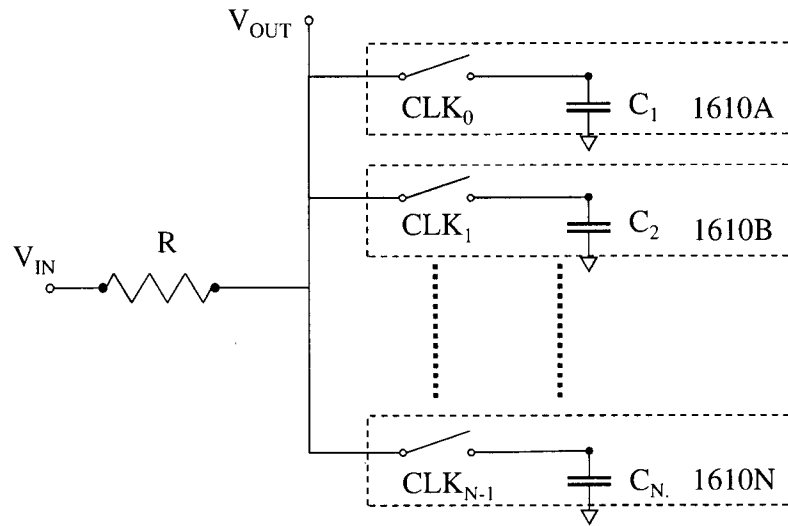 V_OUT
CLK_0 C_1 1610A
CLK_1 C_2 1610B
R
V_IN
CLK_N-1 C_N. 1610N